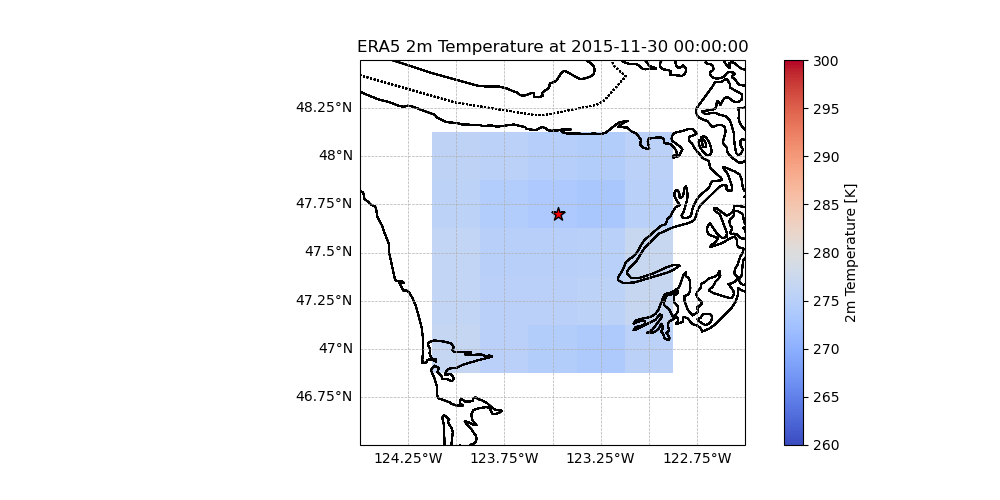 ERA5 2m Temperature at 2015-11-30 00:00:00
48.25°N
48°N
47.75°N
47.5°N
47.25°N
47°N
46.75°N
124.25°W
123.75°W
123.25°W
122.75°W
300
295
290
285
280
275
270
265
260
2m Temperature [K]